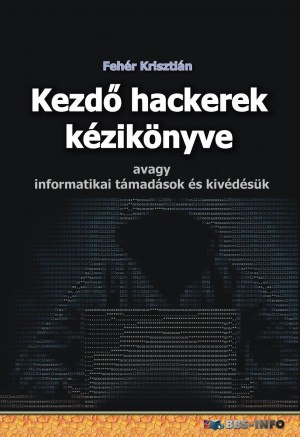 Fehér Krisztián
Kezdő hackerek
kézikönyve
avagy
informatikai támadások és kivédésük
BBS-INFO